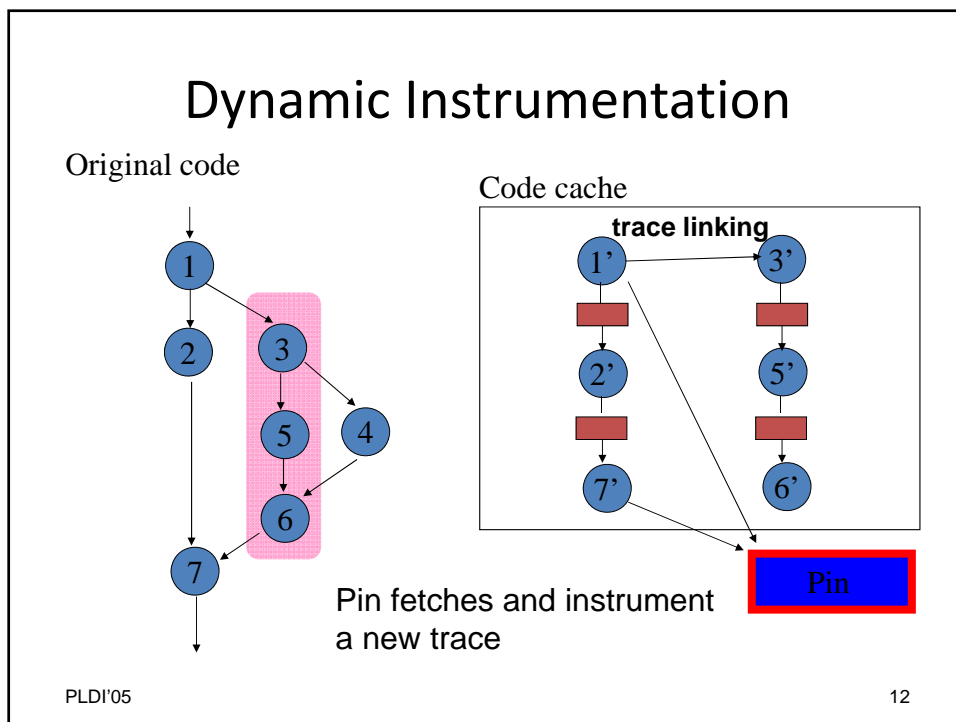 Dynamic Instrumentation
Original code
Code cache
trace linking
1
2
3
5
4
6
7
1’
3’
2’
5’
7’
6’
Pin
Pin fetches and instrument
a new trace
PLDI’05
12